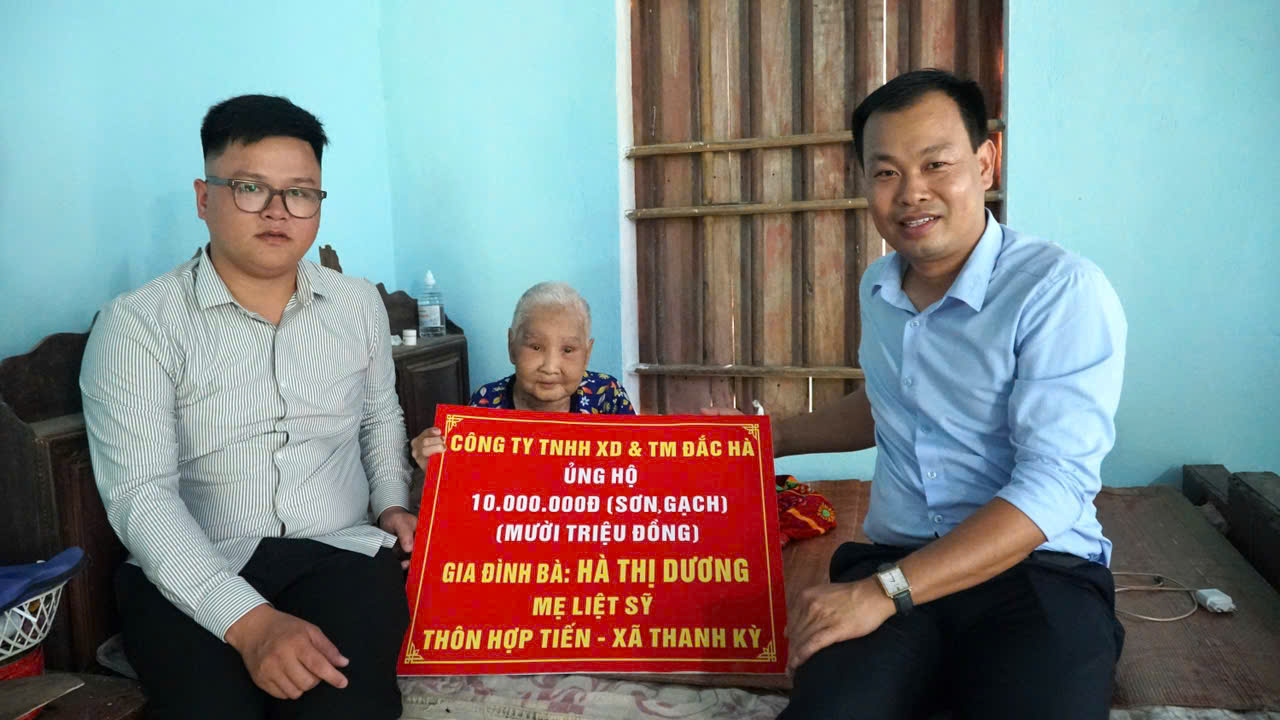 CÔNG TY TNHH XD & TM ĐẮC HÀ
ỦNG HỘ
10.000.000Đ (SƠN,GẠCH)
(MƯỜI TRIỆU ĐỒNG)
GIA ĐÌNH BÀ: HÀ THỊ DƯƠNG
MẸ LIỆT SỸ
THÔN HỢP TIẾN - XÃ THANH KỲ